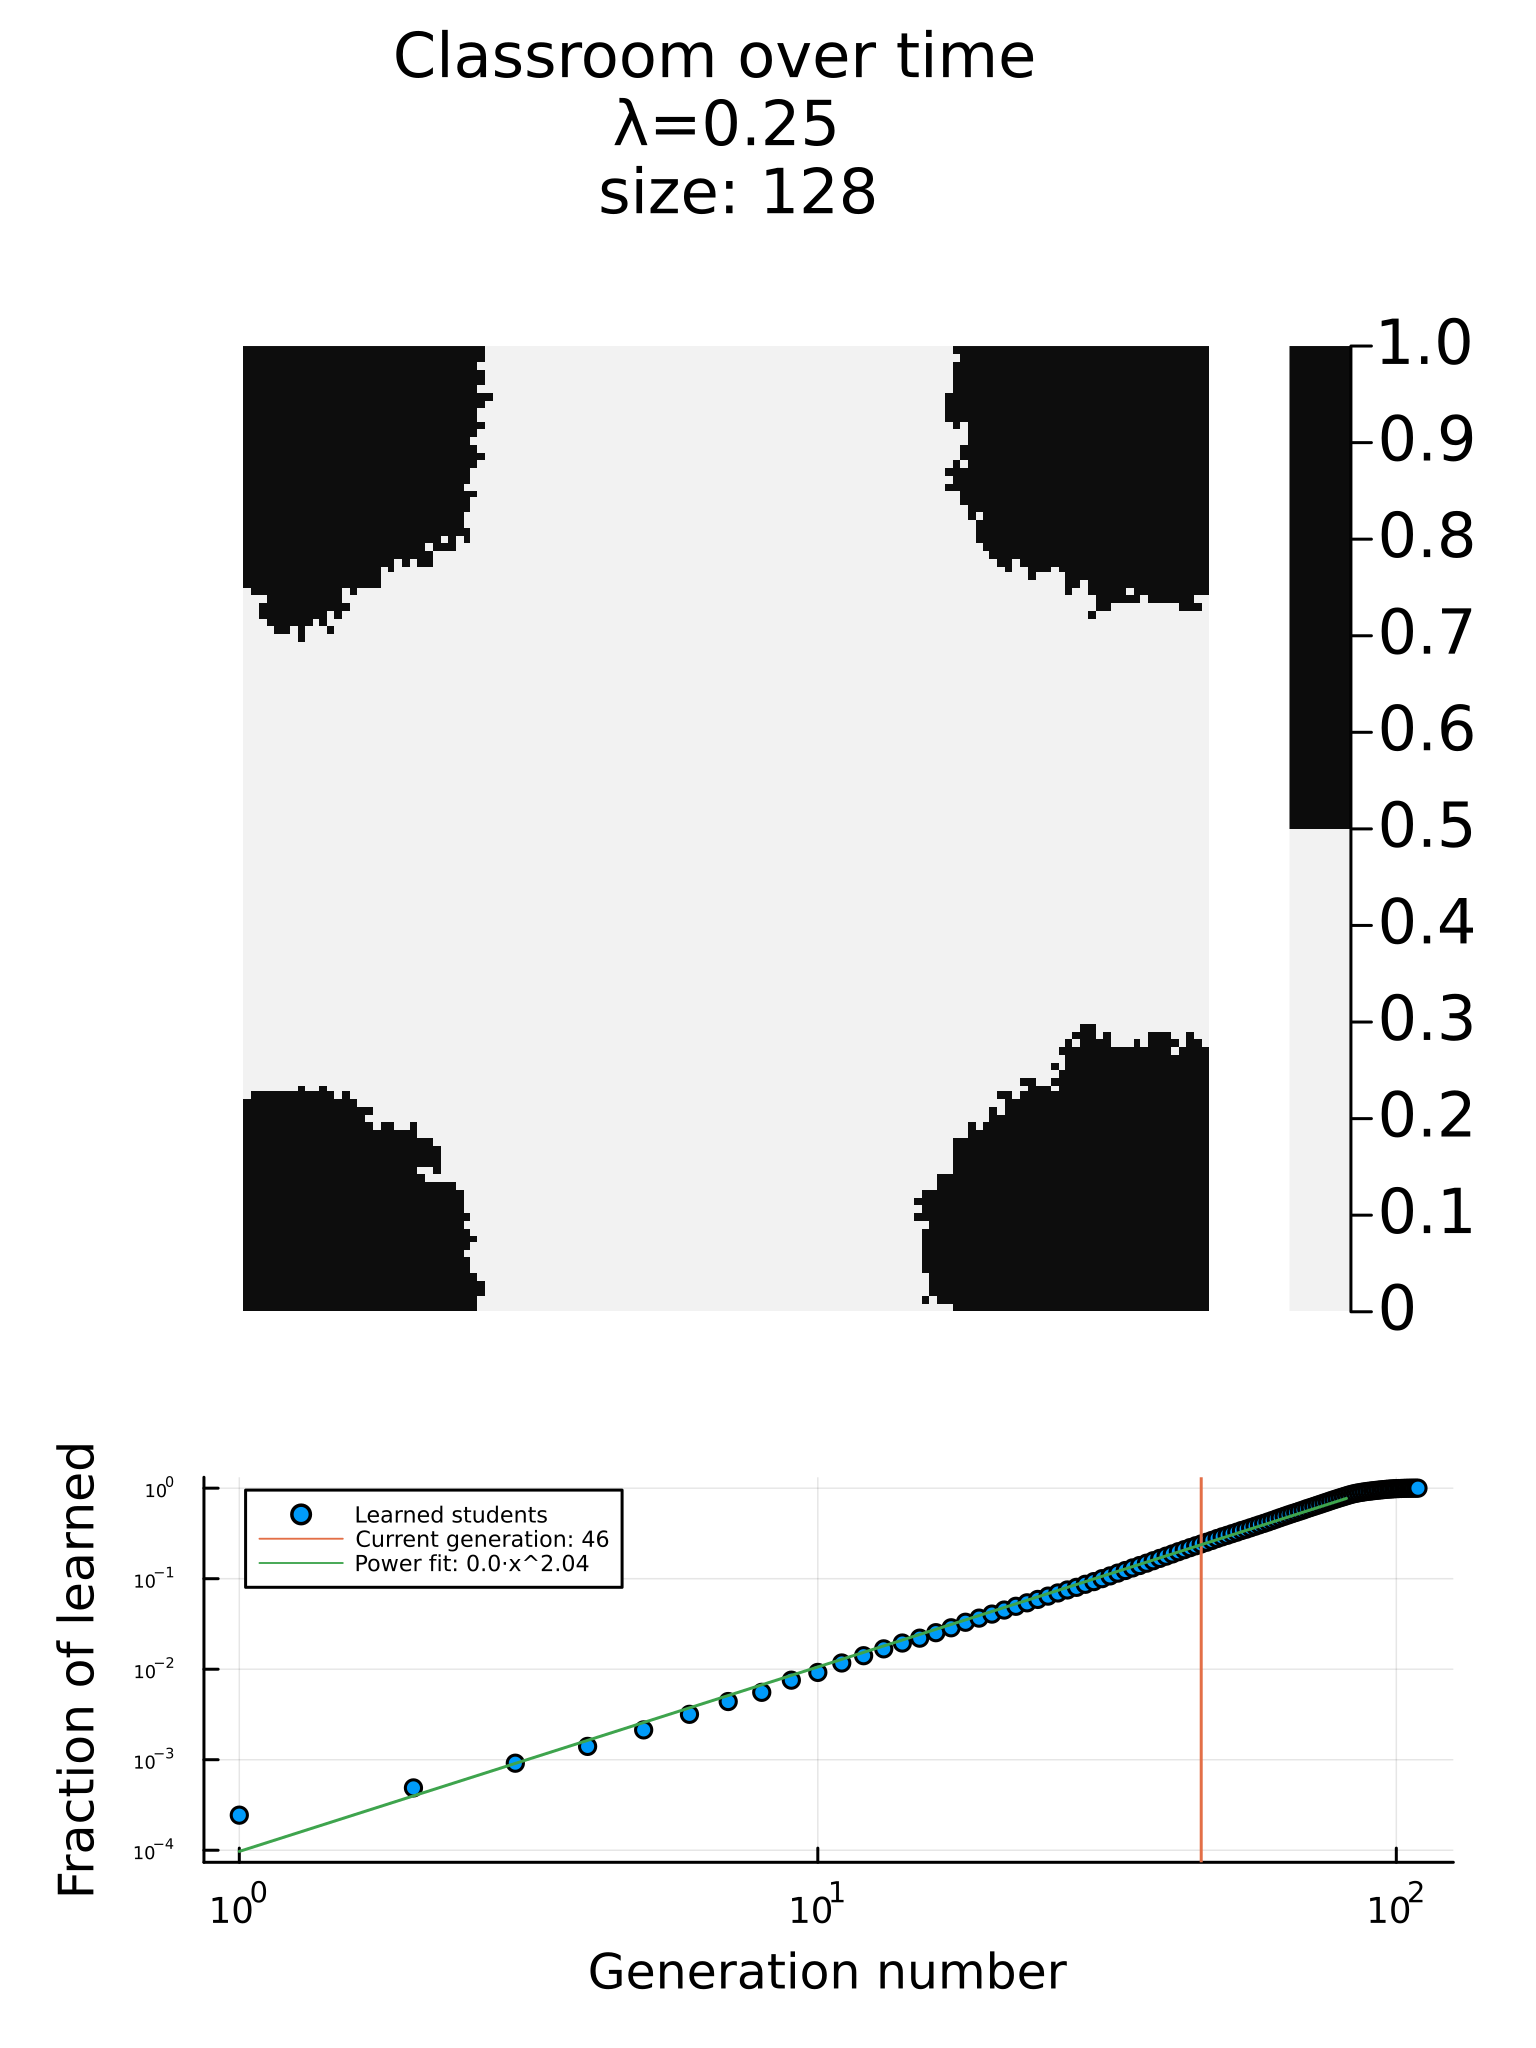 Classroom over time
λ=0.25
size: 128
1.0
0.9
0.8
0.7
0.6
0.5
0.4
0.3
0.2
0.1
0
Fraction of learned
10^0
10^-1
10^-2
10^-3
10^-4
Learned students
Current generation: 46
Power fit: 0.0·x^2.04
10^0
10^1
10^2
Generation number